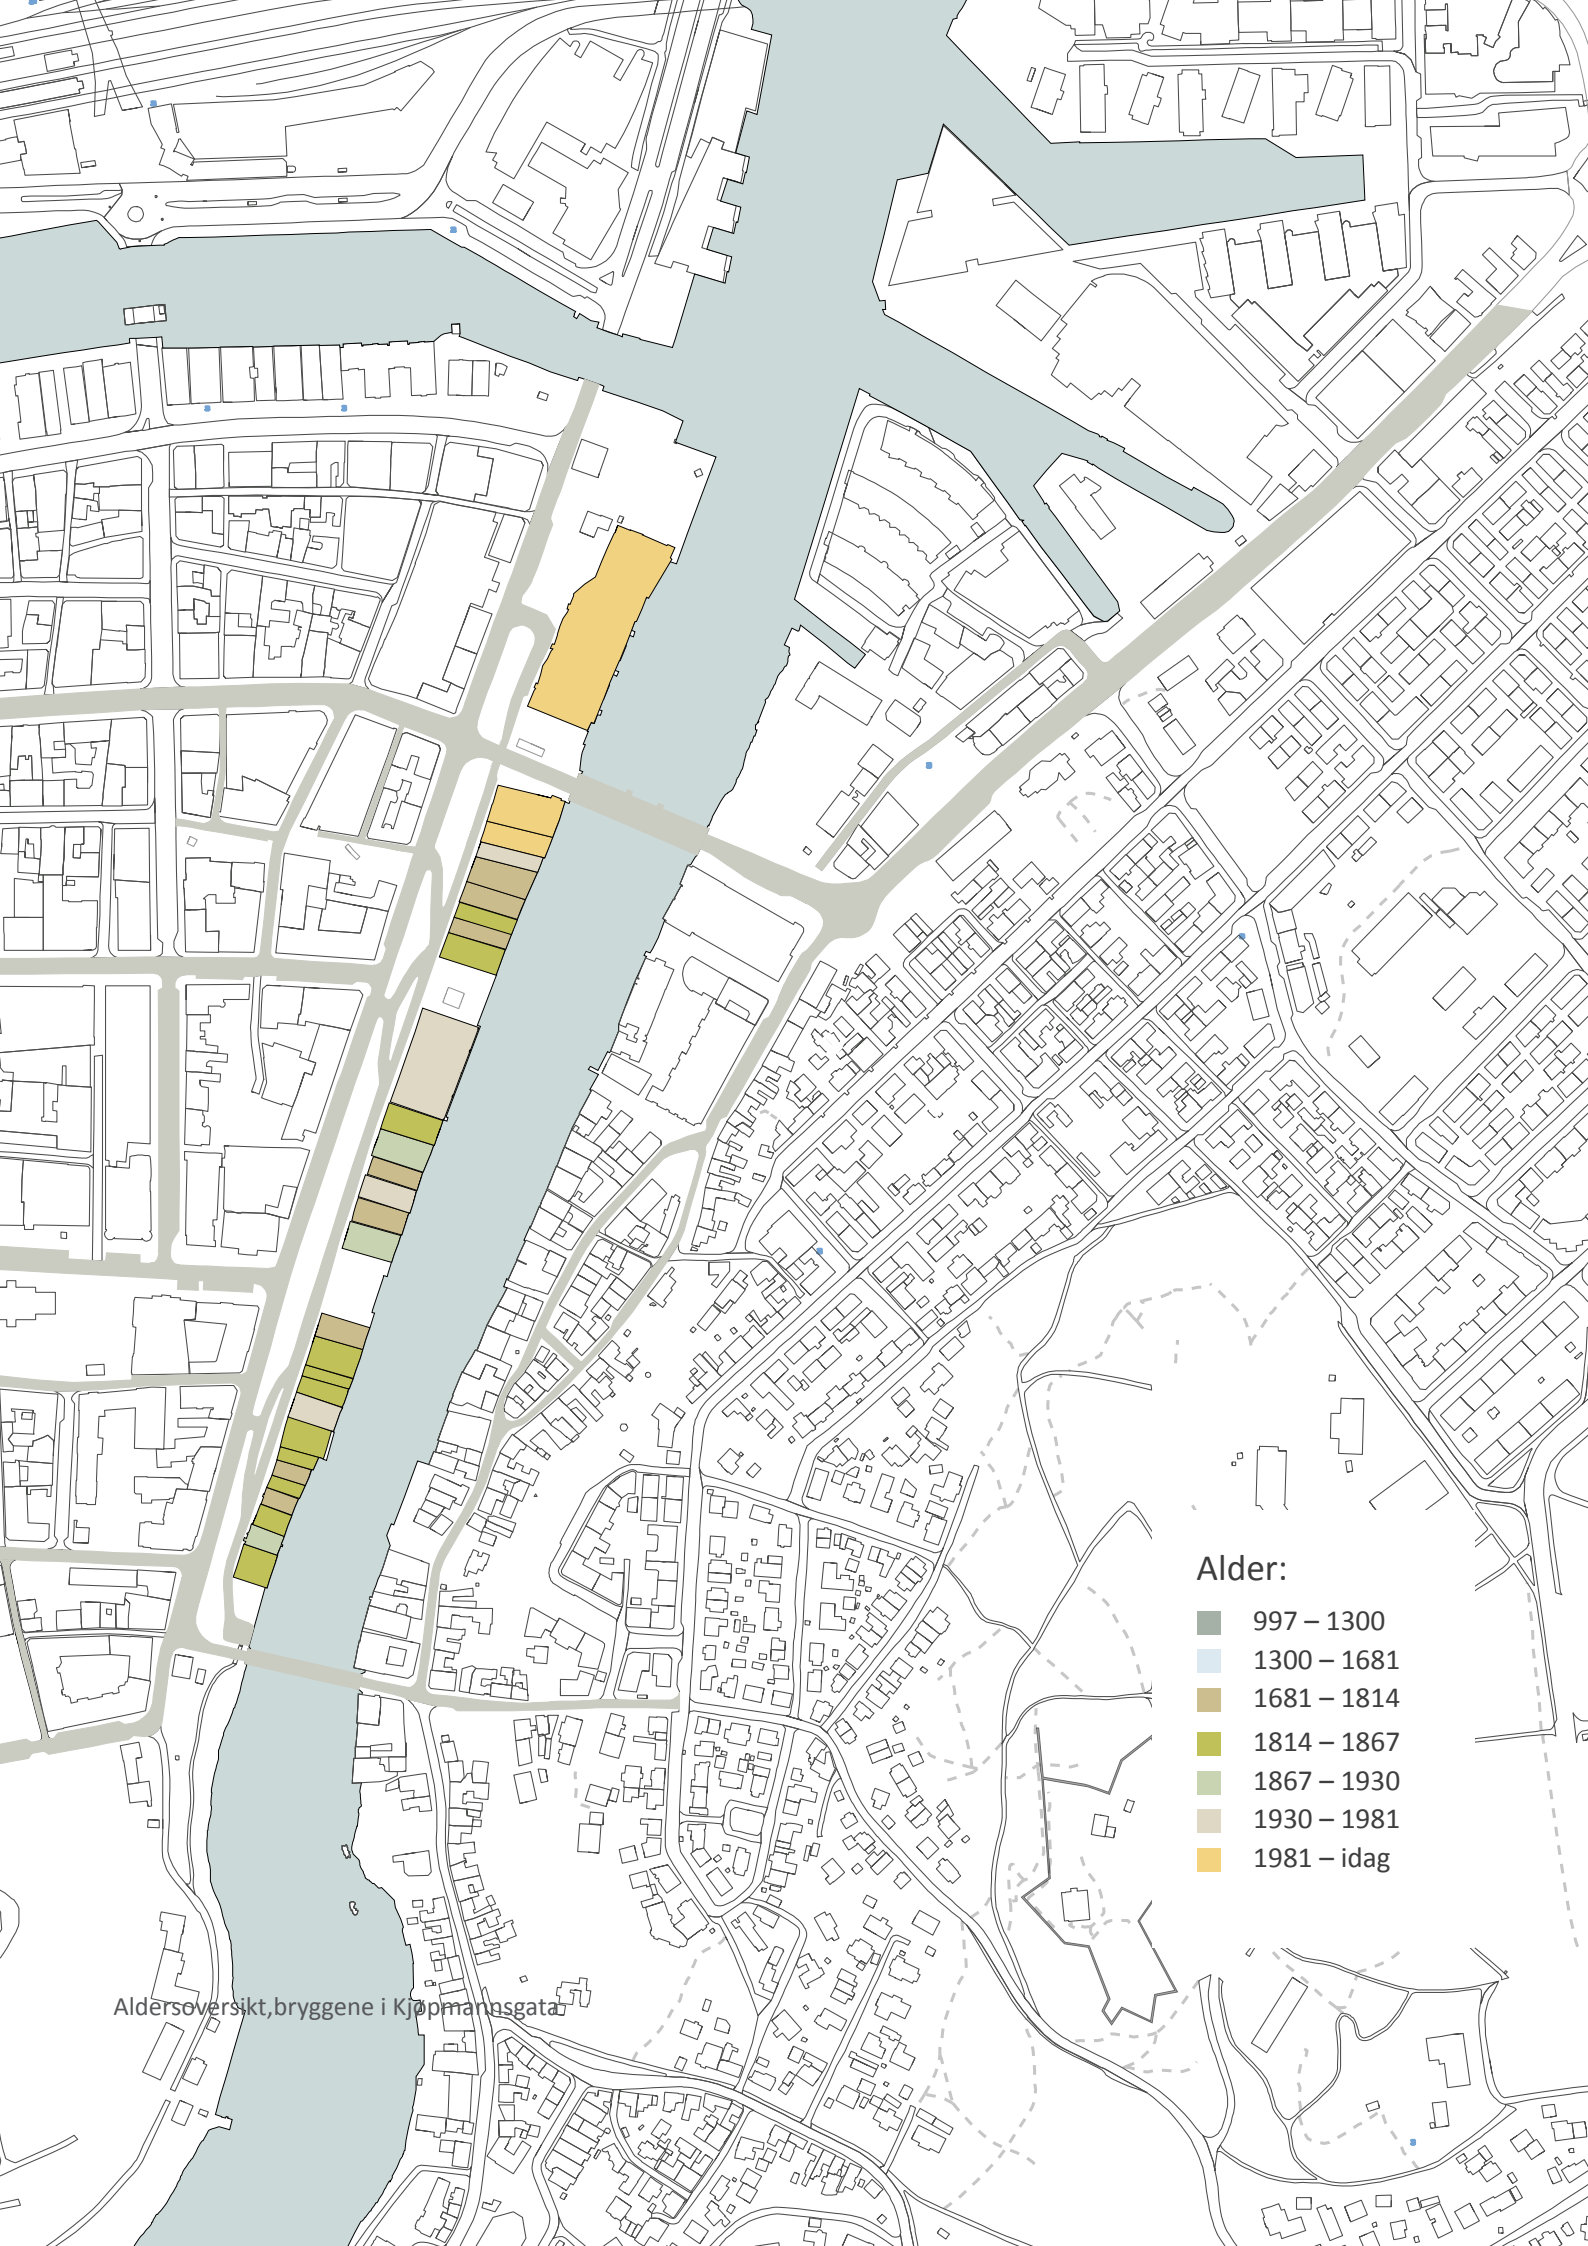 Alder:
997 – 1300
1300 – 1681
1681 – 1814
1814 – 1867
1867 – 1930
1930 – 1981
1981 – idag
Aldersoversikt,bryggene i Kjøpmannsgata